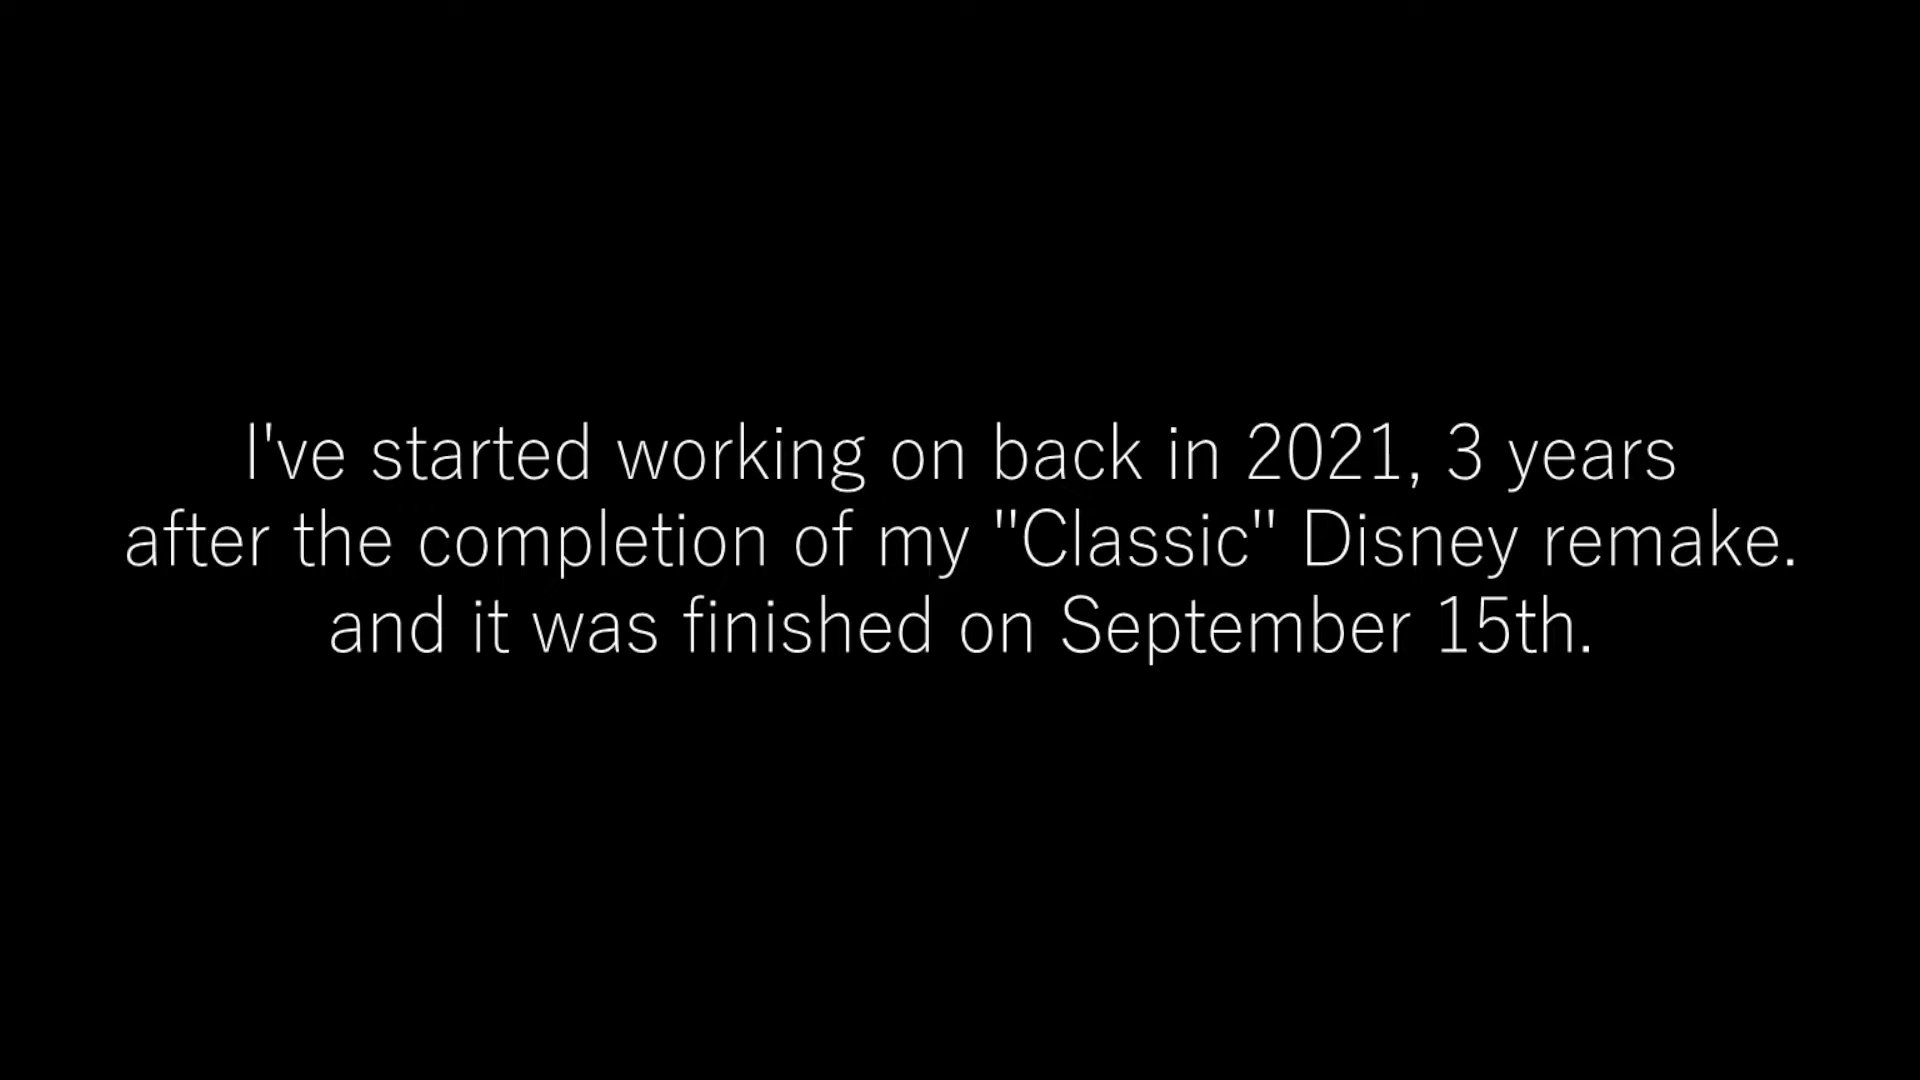 I've started working on back in 2021, 3 years
after the completion of my "Classic" Disney remake.
and it was finished on September 15th.